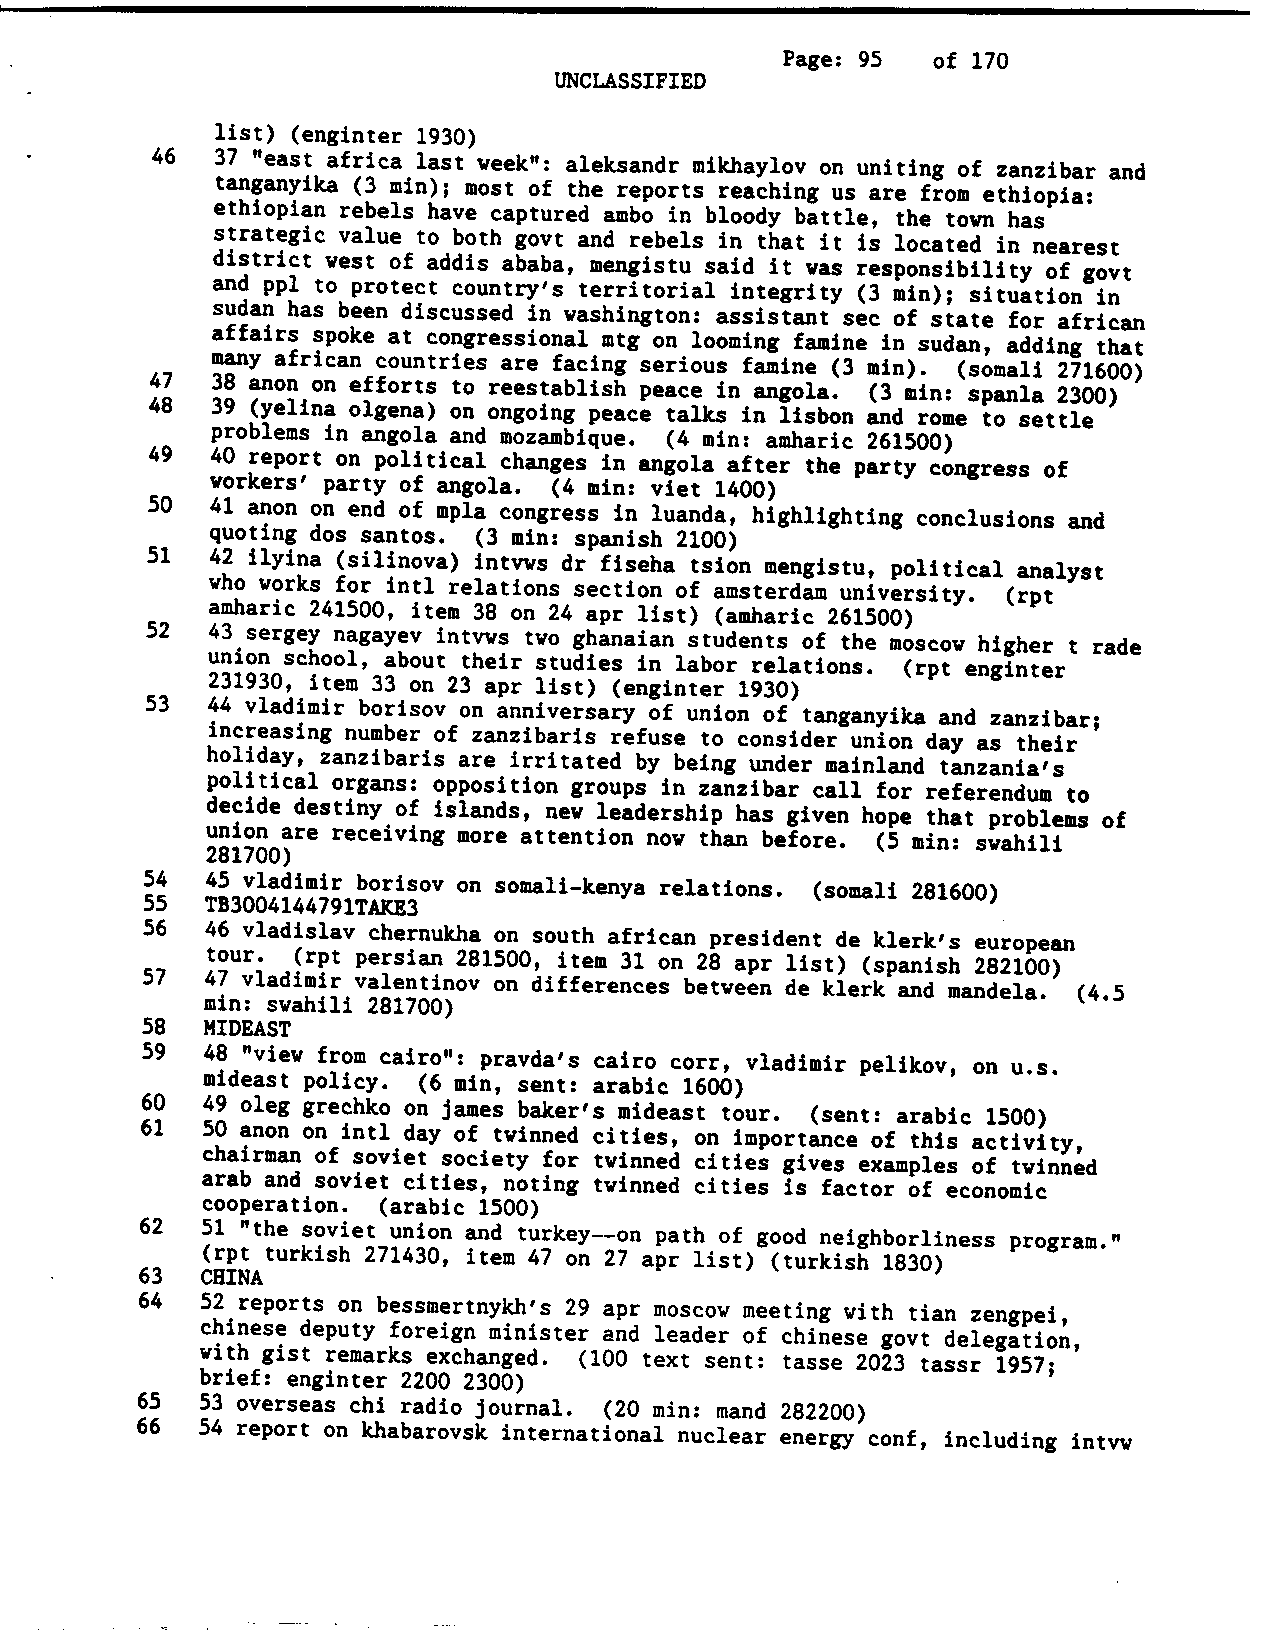 Page: 95 of 170
UNCLASSIFIED
list) (enginter 1930)
46 37 "east africa last week": aleksandr mikhaylov on uniting of zanzibar and
tanganyika (3 min); most of the reports reaching us are from ethiopia:
ethiopian rebels have captured ambo in bloody battle, the town has
strategic value to both govt and rebels in that it is located in nearest
district west of addis ababa, mengistu said it was responsibility of govt
and ppl to protect country's territorial integrity (3 min); situation in
sudan has been discussed in washington: assistant sec of state for african
affairs spoke at congressional mtg on looming famine in sudan, adding that
many african countries are facing serious famine (3 min). (somali 271600)
47 38 anon on efforts to reestablish peace in angola. (3 min: spanla 2300)
48 39 (yelina olgena) on ongoing peace talks in lisbon and rome to settle
problems in angola and mozambique. (4 min: amharic 261500)
49 40 report on political changes in angola after the party congress of
workers' party of angola. (4 min: viet 1400)
50 41 anon on end of mpla congress in luanda, highlighting conclusions and
quoting dos santos. (3 min: spanish 2100)
51 42 ilyina (silinova) intvws dr fiseha tsion mengistu, political analyst
who works for intl relations section of amsterdam university. (rpt
amharic 241500, item 38 on 24 apr list) (amharic 261500)
52 43 sergey nagayev intvws two ghanaian students of the moscow higher t rade
union school, about their studies in labor relations. (rpt enginter
231930, item 33 on 23 apr list) (enginter 1930)
53 44 vladimir borisov on anniversary of union of tanganyika and zanzibar;
increasing number of zanzibaris refuse to consider union day as their
holiday, zanzibaris are irritated by being under mainland tanzania's
political organs: opposition groups in zanzibar call for referendum to
decide destiny of islands, new leadership has given hope that problems of
union are receiving more attention now than before. (5 min: swahili
281700)
54 45 vladimir borisov on somali-kenya relations. (somali 281600)
55 TB3004144791TAKE3
56 46 vladislav chernukha on south african president de klerk's european
tour. (rpt persian 281500, item 31 on 28 apr list) (spanish 282100)
57 47 vladimir valentinov on differences between de klerk and mandela. (4.5
min: swahili 281700)
58 MIDEAST
59 48 "view from cairo": pravda's cairo corr, vladimir pelikov, on u.s.
mideast policy. (6 min, sent: arabic 1600)
60 49 oleg grechko on james baker's mideast tour. (sent: arabic 1500)
61 50 anon on intl day of twinned cities, on importance of this activity,
chairman of soviet society for twinned cities gives examples of twinned
arab and soviet cities, noting twinned cities is factor of economic
cooperation. (arabic 1500)
62 51 "the soviet union and turkey--on path of good neighborliness program."
(rpt turkish 271430, item 47 on 27 apr list) (turkish 1830)
63 CHINA
64 52 reports on bessmertnykh's 29 apr moscow meeting with tian zengpei,
chinese deputy foreign minister and leader of chinese govt delegation,
with gist remarks exchanged. (100 text sent: tasse 2023 tassr 1957;
brief: enginter 2200 2300)
65 53 overseas chi radio journal. (20 min: mand 282200)
66 54 report on khabarovsk international nuclear energy conf, including intvw